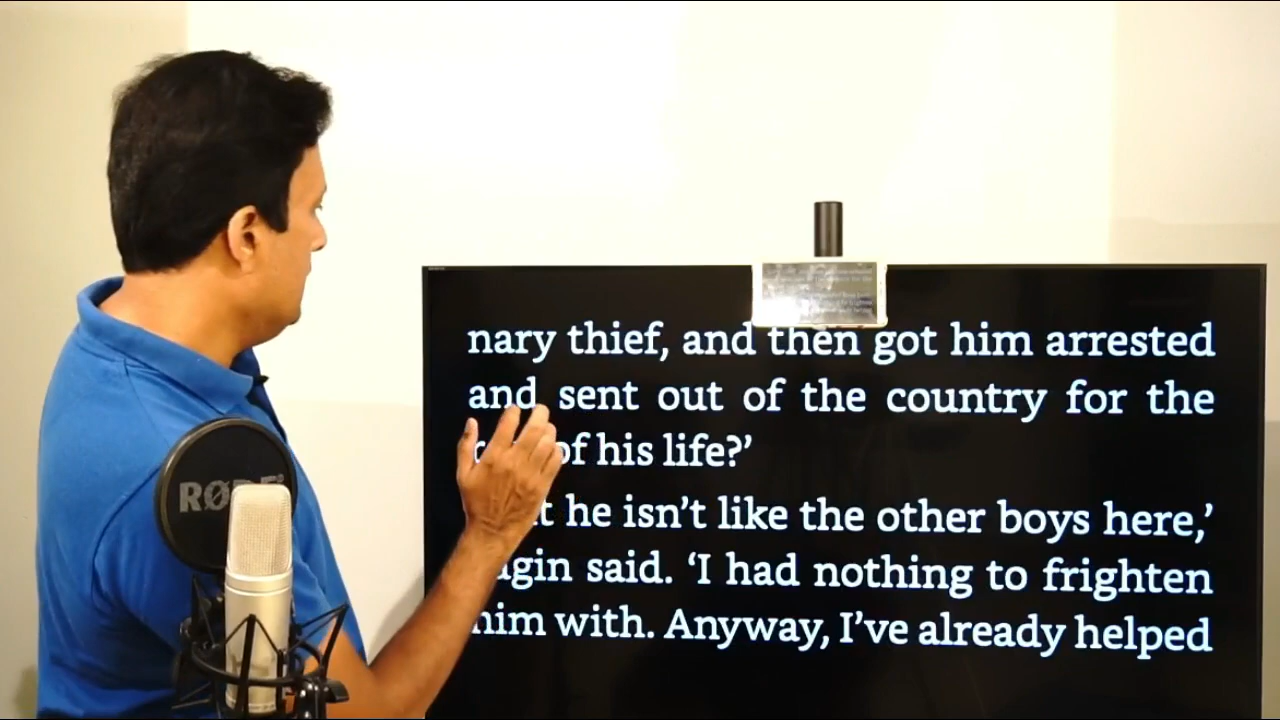 nary thief, and then got him arrested
and sent out of the country for the
of his life?’
he isn’t like the other boys here,’
said. ‘I had nothing to frighten
him with. Anyway, I’ve already helped
RØDE